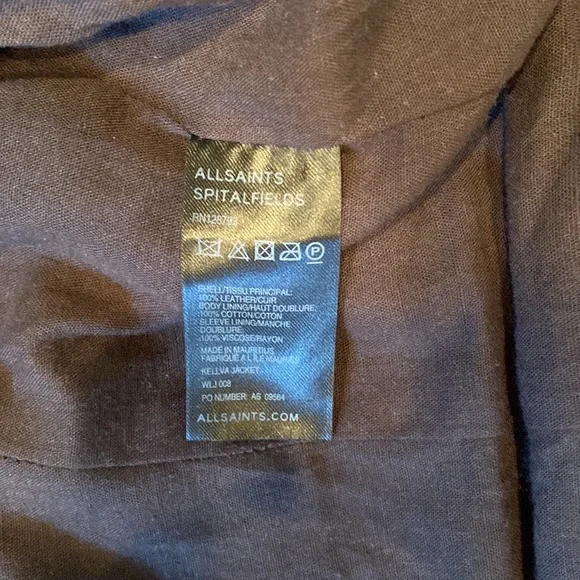 ALLSAINTS
SPITALFIELDS
P
SHELL/TISSU PRINCIPAL:
100% LEATHER/CUIR
BODY LINING/HAUT DOUBLURE:
100% COTTON/COTON
SLEEVE LINING/MANCHE
DOUBLURE:
100% VISCOSE/RAYON
MADE IN MAURITIUS
FABRIQUÉ A L'ILE MAURICE
KELLVA JACKET
WLJ 008
PO NUMBER: AS 09564
ALLSAINTS.COM